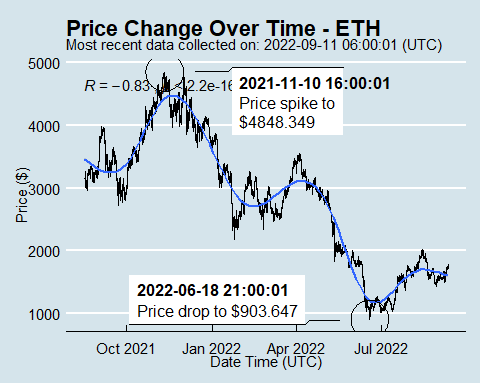 Price Change Over Time - ETH
Most recent data collected on: 2022-09-11 06:00:01 (UTC)
5000
R = −0.83
2.2e-16
2021-11-10 16:00:01
Price spike to
$4848.349
4000
3000
2000
1000
Price ($)
2022-06-18 21:00:01
Price drop to $903.647
Oct 2021 Jan 2022 Apr 2022 Jul 2022
Date Time (UTC)